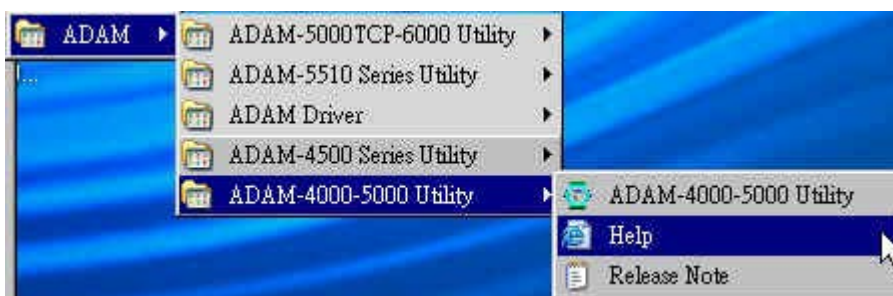 ADAM
ADAM-5000TCP-6000 Utility
ADAM-5510 Series Utility
ADAM Driver
ADAM-4500 Series Utility
ADAM-4000-5000 Utility
ADAM-4000-5000 Utility
Help
Release Note